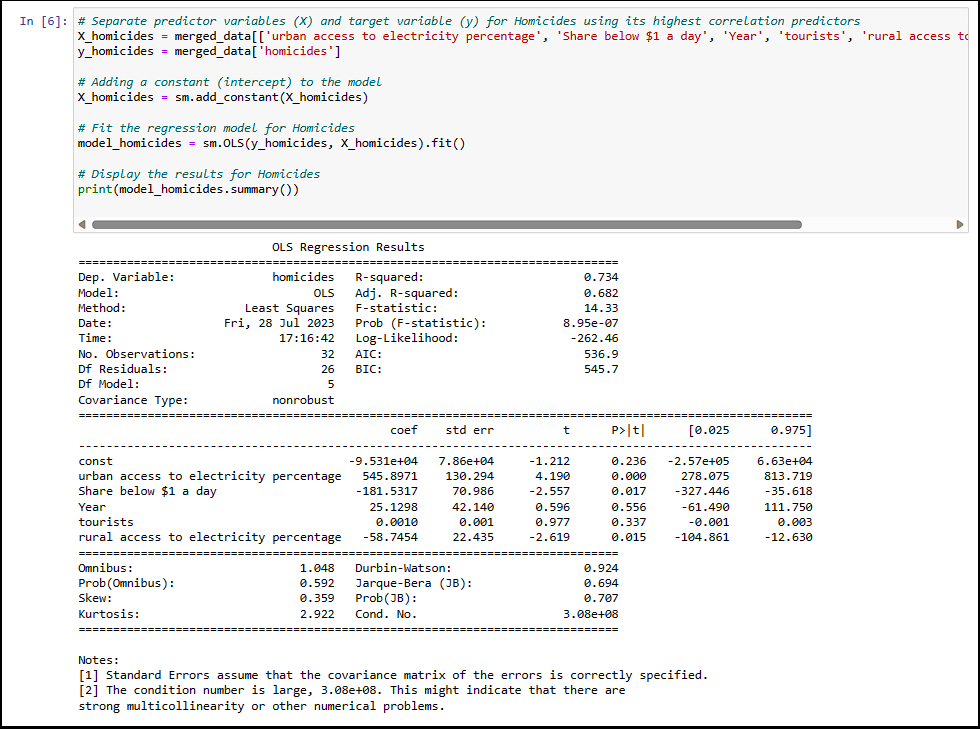 In [6]: # Separate predictor variables (X) and target variable (y) for Homicides using its highest correlation predictors
X_homicides = merged_data[['urban access to electricity percentage', 'Share below $1 a day', 'Year', 'tourists', 'rural access to
y_homicides = merged_data['homicides']
# Adding a constant (intercept) to the model
X_homicides = sm.add_constant(X_homicides)
# Fit the regression model for Homicides
model_homicides = sm.OLS(y_homicides, X_homicides).fit()
# Display the results for Homicides
print(model_homicides.summary())
OLS Regression Results
==============================================================================
Dep. Variable: homicides R-squared: 0.734
Model: OLS Adj. R-squared: 0.682
Method: Least Squares F-statistic: 14.33
Date: Fri, 28 Jul 2023 Prob (F-statistic): 8.95e-07
Time: 17:16:42 Log-Likelihood: -262.46
No. Observations: 32 AIC: 536.9
Df Residuals: 26 BIC: 545.7
Df Model: 5
Covariance Type: nonrobust
==========================================================================================================
coef std err t P>|t| [0.025 0.975]
----------------------------------------------------------------------------------------------------------
const -9.531e+04 7.86e+04 -1.212 0.236 -2.57e+05 6.63e+04
urban access to electricity percentage 545.8971 130.294 4.190 0.000 278.075 813.719
Share below $1 a day -181.5317 70.986 -2.557 0.017 -327.446 -35.618
Year 25.1298 42.140 0.596 0.556 -61.490 111.750
tourists 0.0010 0.001 0.977 0.337 -0.001 0.003
rural access to electricity percentage -58.7454 22.435 -2.619 0.015 -104.861 -12.630
==============================================================================
Omnibus: 1.048 Durbin-Watson: 0.924
Prob(Omnibus): 0.592 Jarque-Bera (JB): 0.694
Skew: 0.359 Prob(JB): 0.707
Kurtosis: 2.922 Cond. No. 3.08e+08
==============================================================================
Notes:
[1] Standard Errors assume that the covariance matrix of the errors is correctly specified.
[2] The condition number is large, 3.08e+08. This might indicate that there are
strong multicollinearity or other numerical problems.